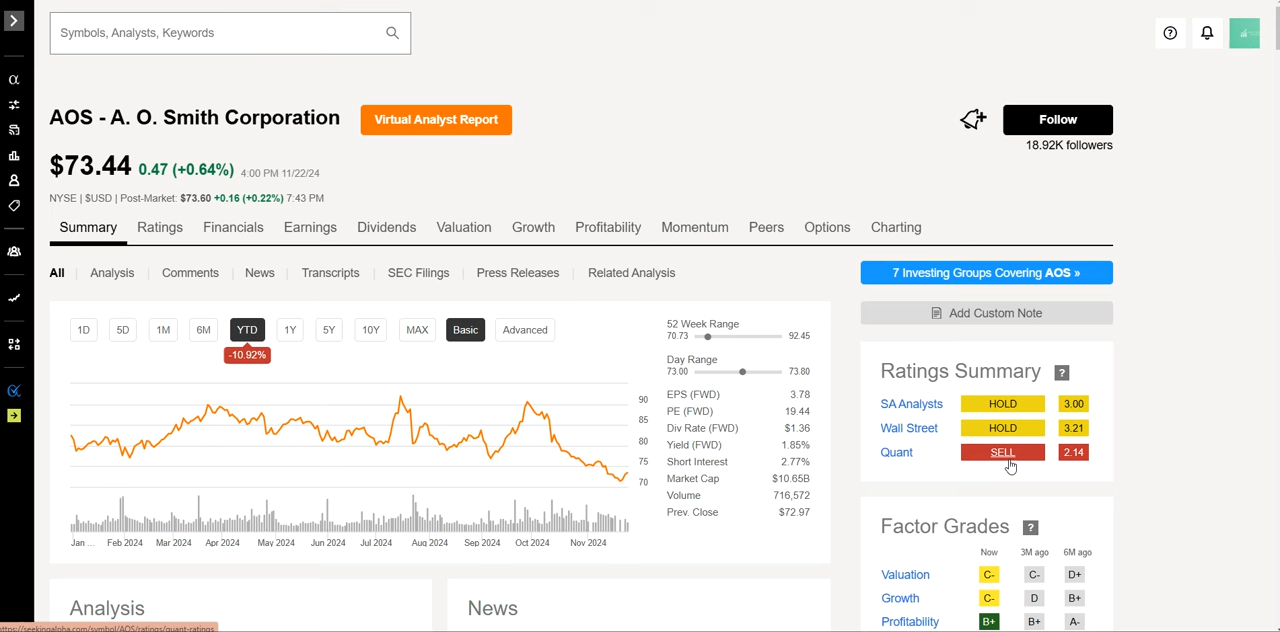 Symbols, Analysts, Keywords
AOS - A. O. Smith Corporation
Virtual Analyst Report
Follow
18.92K followers
$73.44 0.47 (+0.64%) 4:00 PM 11/22/24
NYSE | $USD | Post-Market: $73.60 +0.16 (+0.22%) 7:43 PM
Summary Ratings Financials Earnings Dividends Valuation Growth Profitability Momentum Peers Options Charting
All Analysis Comments News Transcripts SEC Filings Press Releases Related Analysis
7 Investing Groups Covering AOS »
Add Custom Note
1D 5D 1M 6M YTD 1Y 5Y 10Y MAX Basic Advanced
-10.92%
90
85
80
75
70
Jan ... Feb 2024 Mar 2024 Apr 2024 May 2024 Jun 2024 Jul 2024 Aug 2024 Sep 2024 Oct 2024 Nov 2024
52 Week Range
70.73 92.45
Day Range
73.00 73.80
EPS (FWD) 3.78
PE (FWD) 19.44
Div Rate (FWD) $1.36
Yield (FWD) 1.85%
Short Interest 2.77%
Market Cap $10.65B
Volume 716,572
Prev. Close $72.97
Ratings Summary ?
SA Analysts HOLD 3.00
Wall Street HOLD 3.21
Quant SELL 2.14
Factor Grades ?
Now 3M ago 6M ago
Valuation C- C- D+
Growth C- D B+
Profitability B+ B+ A-
Analysis
News
https://seekingalpha.com/symbol/AOS/ratings/quant-ratings